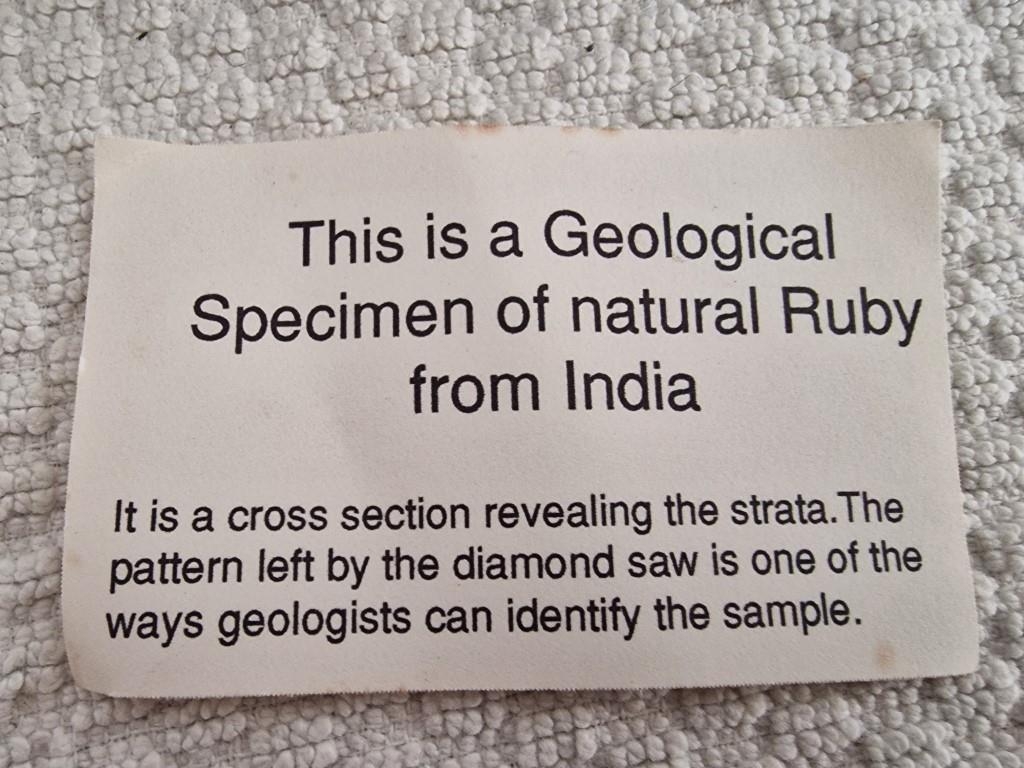 This is a Geological
Specimen of natural Ruby
from India
It is a cross section revealing the strata.The
pattern left by the diamond saw is one of the
ways geologists can identify the sample.